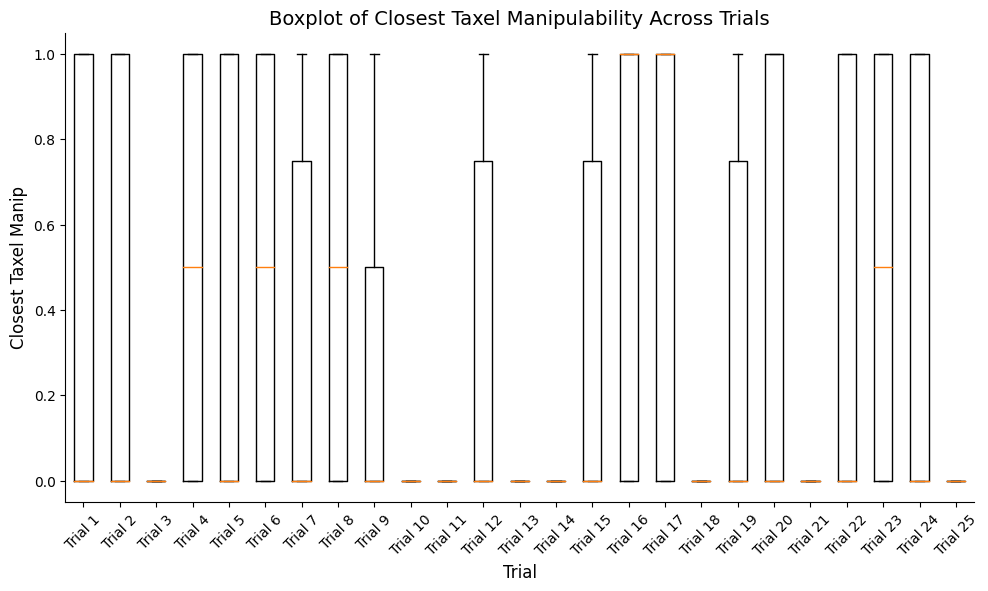 Boxplot of Closest Taxel Manipulability Across Trials
Closest Taxel Manip
1.0
0.8
0.6
0.4
0.2
0.0
Trial 1
Trial 2
Trial 3
Trial 4
Trial 5
Trial 6
Trial 7
Trial 8
Trial 9
Trial 10
Trial 11
Trial 12
Trial 13
Trial 14
Trial 15
Trial 16
Trial 17
Trial 18
Trial 19
Trial 20
Trial 21
Trial 22
Trial 23
Trial 24
Trial 25
Trial